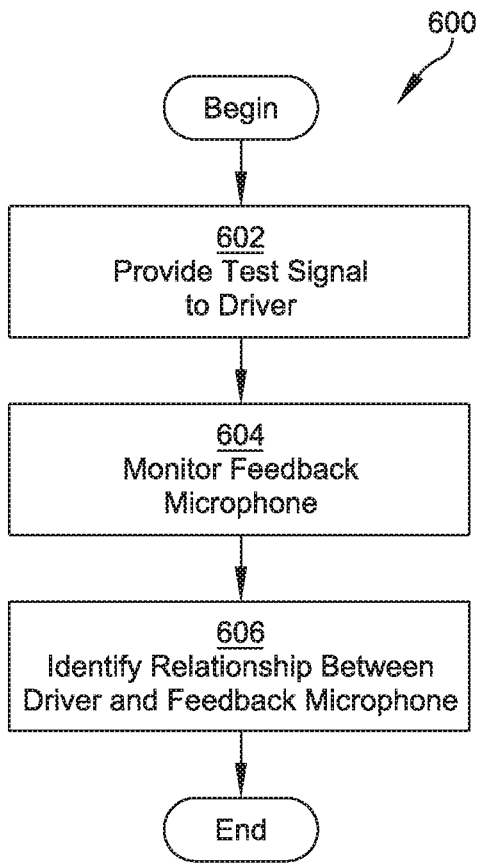 600
Begin
602
Provide Test Signal
to Driver
604
Monitor Feedback
Microphone
606
Identify Relationship Between
Driver and Feedback Microphone
End